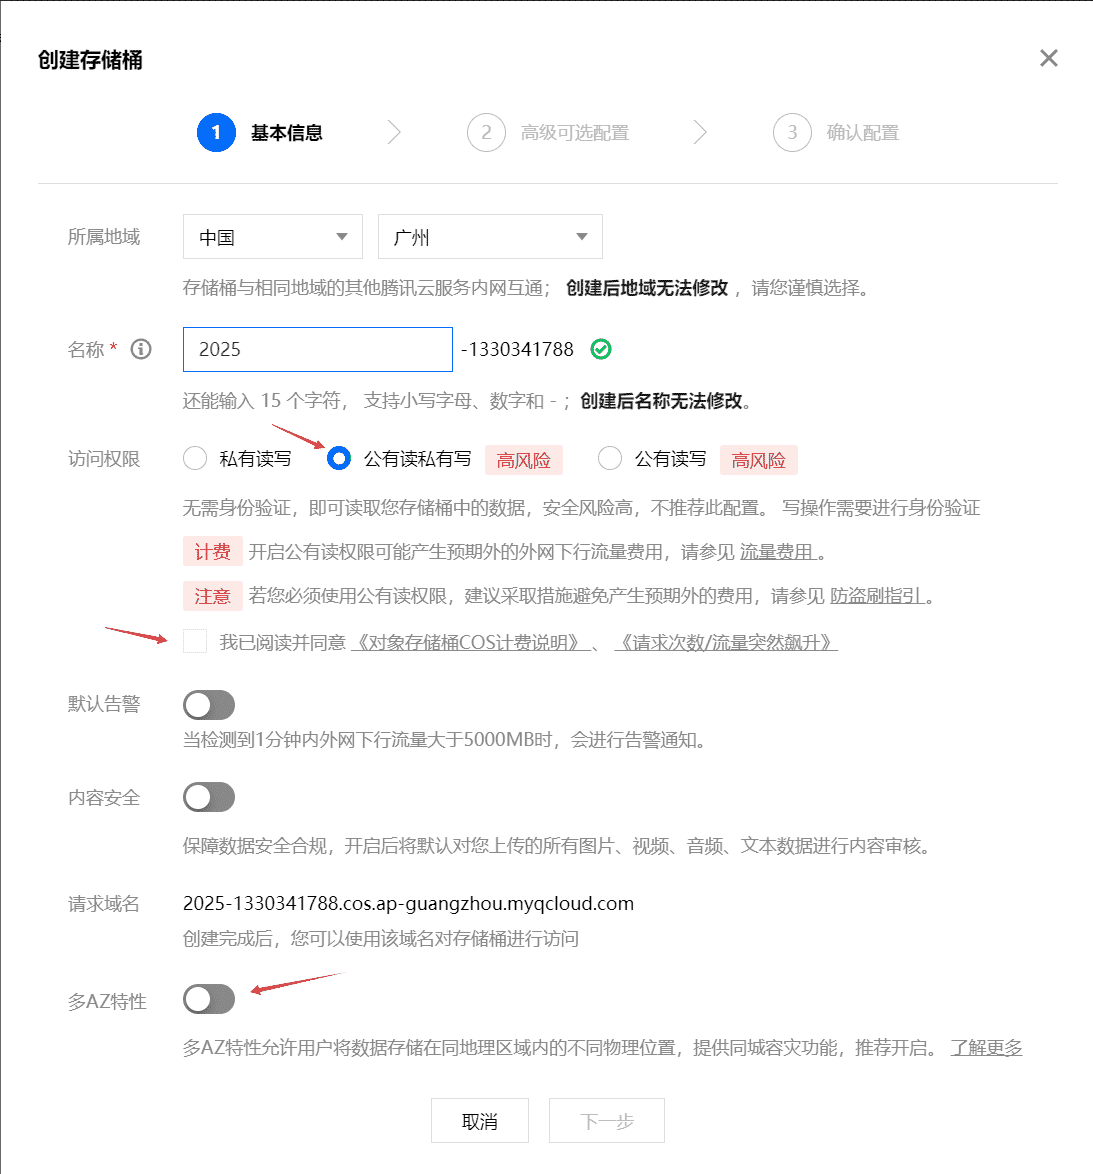 创建存储桶
1 基本信息 2 高级可选配置 3 确认配置
所属地域 中国 广州
存储桶与相同地域的其他腾讯云服务内网互通； 创建后地域无法修改 ，请您谨慎选择。
名称 * 2025 -1330341788
还能输入 15 个字符， 支持小写字母、数字和 - ；创建后名称无法修改。
访问权限 私有读写 公有读私有写 高风险 公有读写 高风险
无需身份验证，即可读取您存储桶中的数据，安全风险高，不推荐此配置。 写操作需要进行身份验证
计费 开启公有读权限可能产生预期外的外网下行流量费用，请参见 流量费用 。
注意 若您必须使用公有读权限，建议采取措施避免产生预期外的费用，请参见 防盗刷指引 。
我已阅读并同意 《对象存储桶COS计费说明》 、 《请求次数/流量突然飙升》
默认告警
当检测到1分钟内外网下行流量大于5000MB时，会进行告警通知。
内容安全
保障数据安全合规，开启后将默认对您上传的所有图片、视频、音频、文本数据进行内容审核。
请求域名 2025-1330341788.cos.ap-guangzhou.myqcloud.com
创建完成后，您可以使用该域名对存储桶进行访问
多AZ特性
多AZ特性允许用户将数据存储在同地理区域内的不同物理位置，提供同城容灾功能，推荐开启。 了解更多
取消 下一步